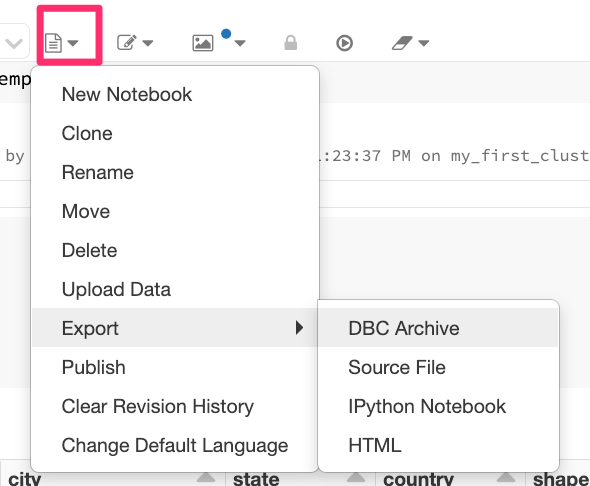 emp
New Notebook
Clone
by :23:37 PM on my_first_clust
Rename
Move
Delete
Upload Data
Export
DBC Archive
Publish
Source File
Clear Revision History
IPython Notebook
Change Default Language
HTML
city state country shape